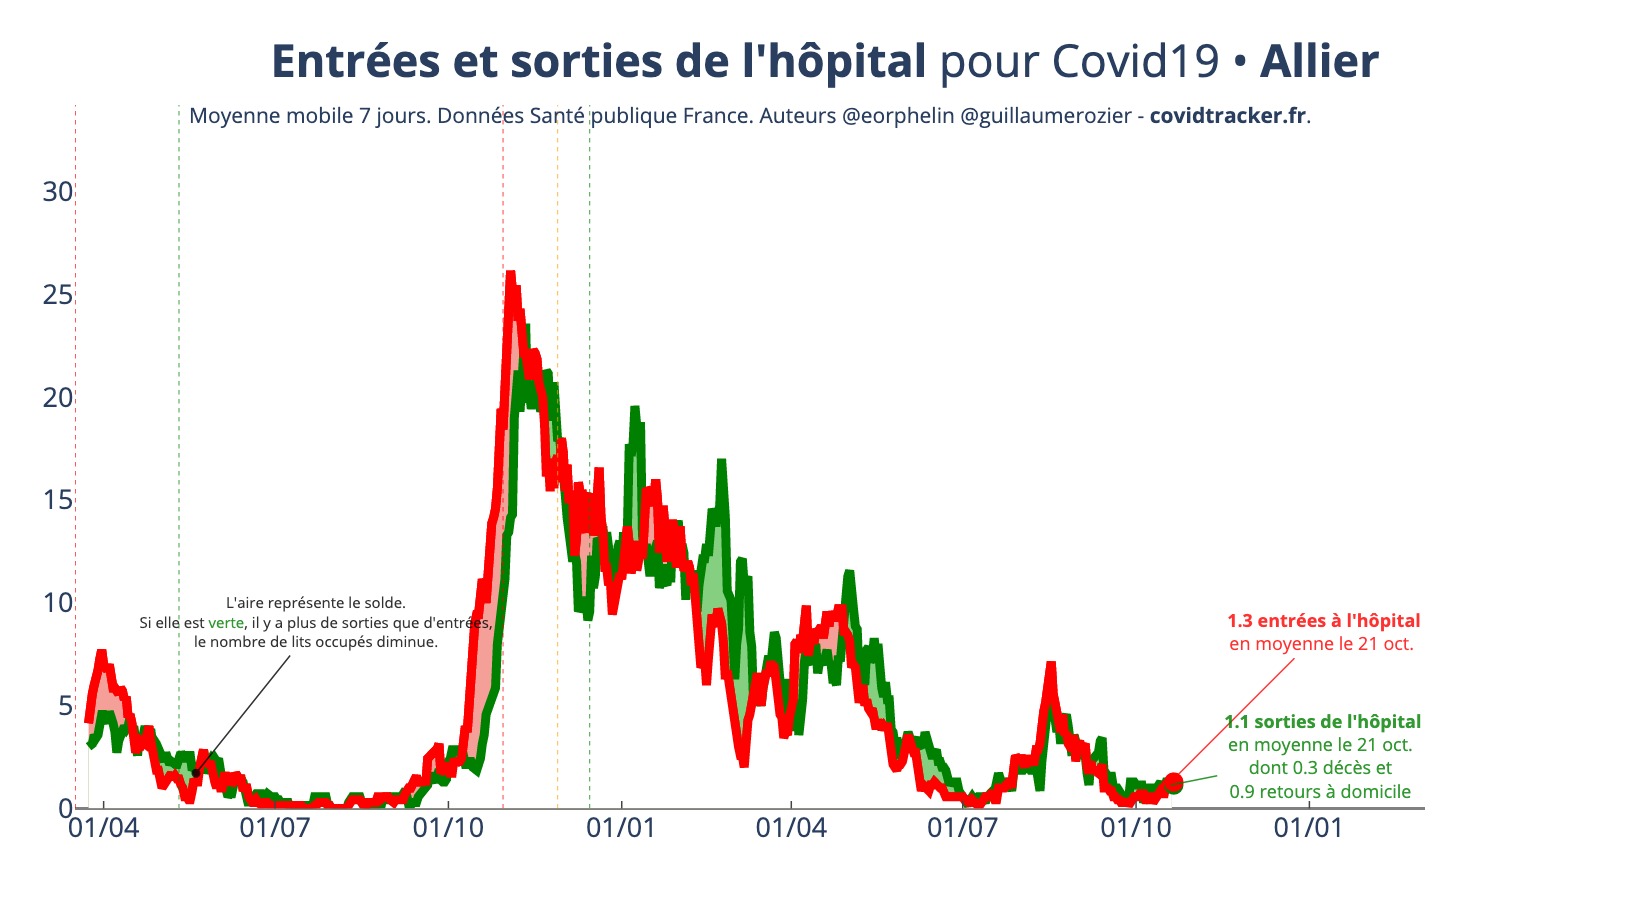 Entrées et sorties de l'hôpital pour Covid19 • Allier
Moyenne mobile 7 jours. Données Santé publique France. Auteurs @eorphelin @guillaumerozier - covidtracker.fr.
30
25
20
15
10
5
0
L'aire représente le solde.
Si elle est verte, il y a plus de sorties que d'entrées,
le nombre de lits occupés diminue.
1.3 entrées à l'hôpital
en moyenne le 21 oct.
1.1 sorties de l'hôpital
en moyenne le 21 oct.
dont 0.3 décès et
0.9 retours à domicile
01/04 01/07 01/10 01/01 01/04 01/07 01/10 01/01